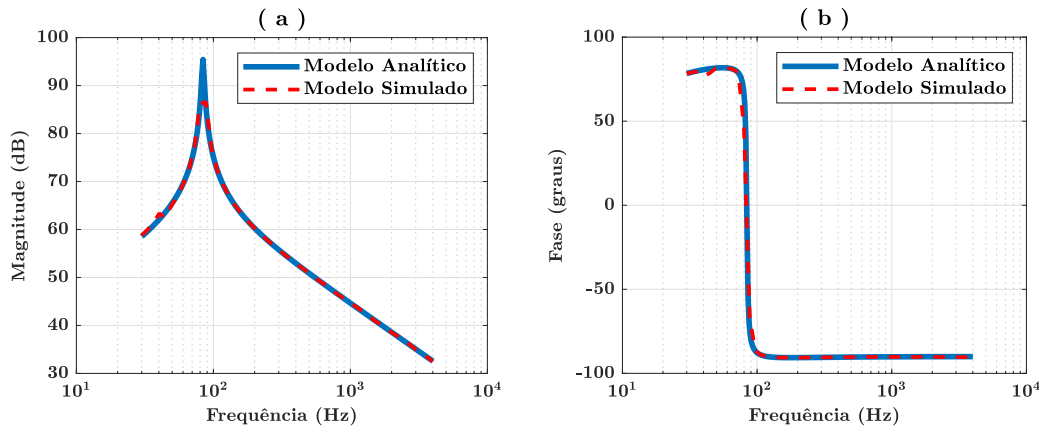 ( a )
100
90
80
70
60
50
40
30
Magnitude (dB)
Modelo Analítico
Modelo Simulado
10^1
10^2
10^3
10^4
Frequência (Hz)
( b )
100
50
0
-50
-100
Fase (graus)
Modelo Analítico
Modelo Simulado
10^1
10^2
10^3
10^4
Frequência (Hz)